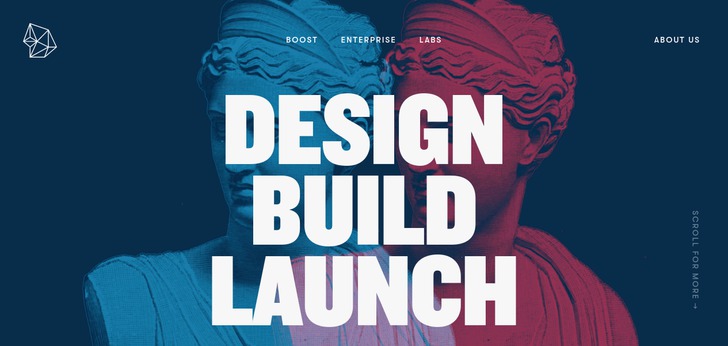 BOOST ENTERPRISE LABS ABOUT US
DESIGN
BUILD
LAUNCH
SCROLL FOR MORE →